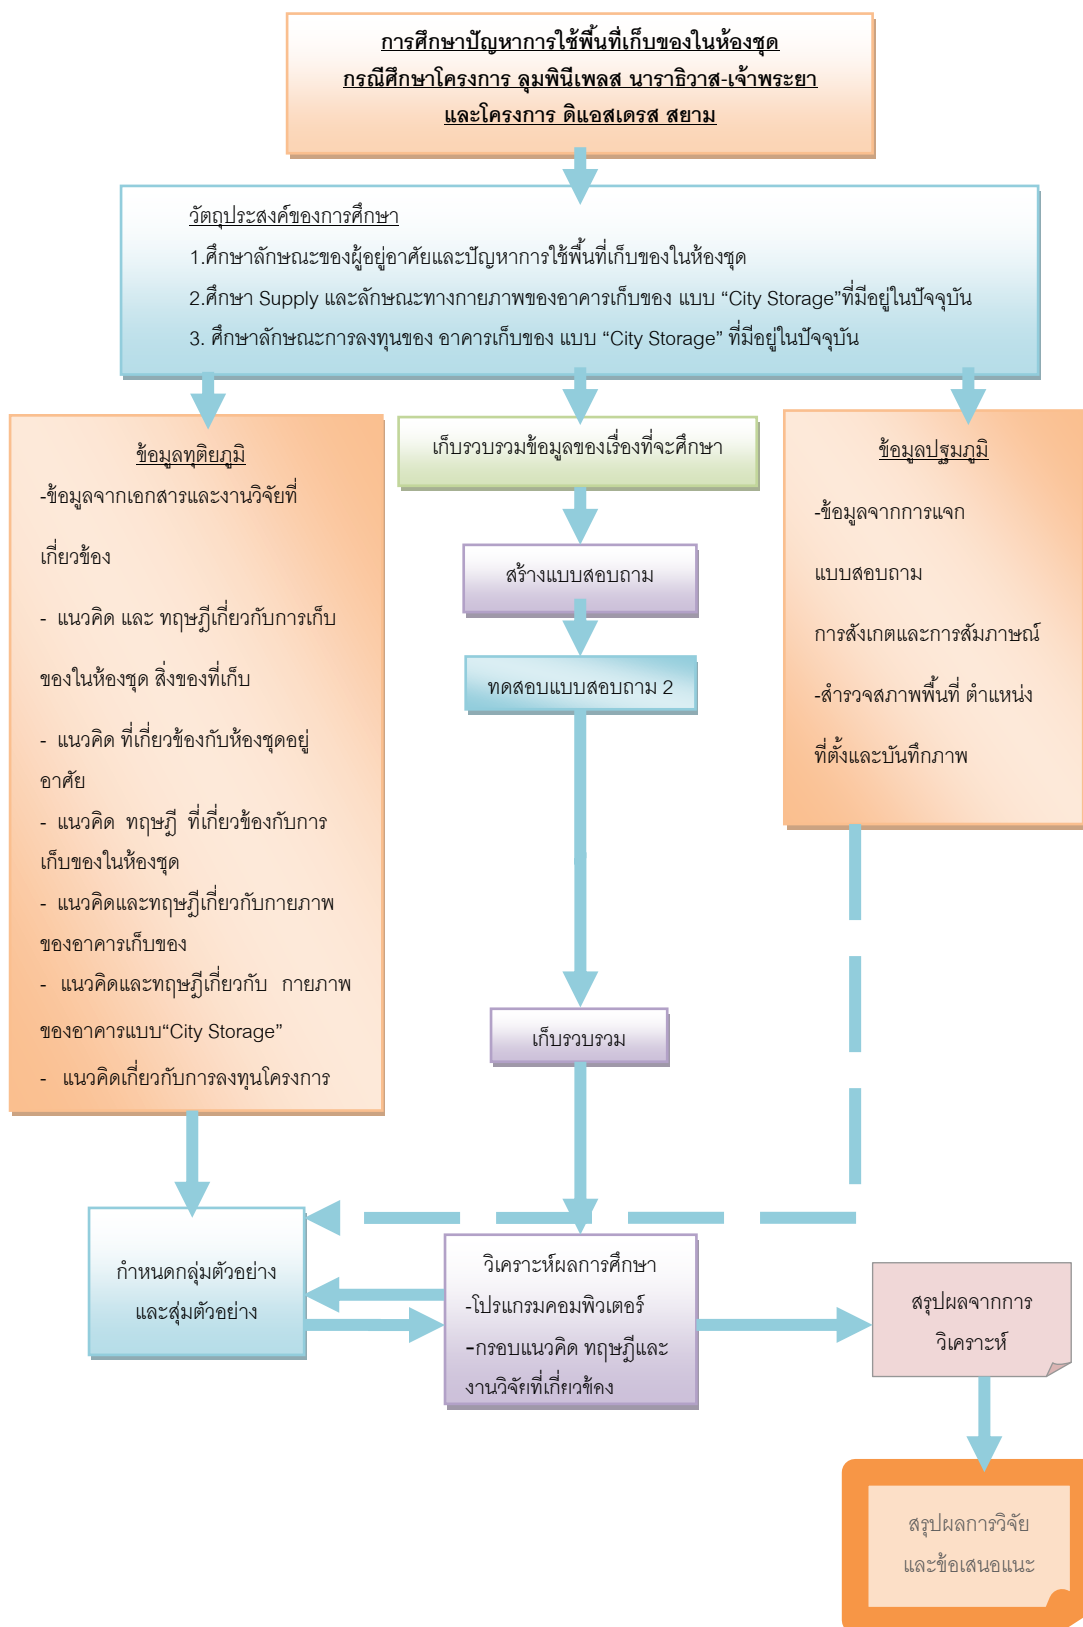 การศึกษาปัญหาการใช้พื้นที่เก็บของในห้องชุด
กรณีศึกษาโครงการ ลุมพินีเพลส นาราธิวาส-เจ้าพระยา
และโครงการ ดิแอสเดรส สยาม
วัตถุประสงค์ของการศึกษา
1.ศึกษาลักษณะของผู้อยู่อาศัยและปัญหาการใช้พื้นที่เก็บของในห้องชุด
2.ศึกษา Supply และลักษณะทางกายภาพของอาคารเก็บของ แบบ “City Storage”ที่มีอยู่ในปัจจุบัน
3. ศึกษาลักษณะการลงทุนของ อาคารเก็บของ แบบ “City Storage” ที่มีอยู่ในปัจจุบัน
ข้อมูลทุติยภูมิ
-ข้อมูลจากเอกสารและงานวิจัยที่
เกี่ยวข้อง
- แนวคิด และ ทฤษฎีเกี่ยวกับการเก็บ
ของในห้องชุด สิ่งของที่เก็บ
- แนวคิด ที่เกี่ยวข้องกับห้องชุดอยู่
อาศัย
- แนวคิด ทฤษฎี ที่เกี่ยวข้องกับการ
เก็บของในห้องชุด
- แนวคิดและทฤษฎีเกี่ยวกับกายภาพ
ของอาคารเก็บของ
- แนวคิดและทฤษฎีเกี่ยวกับ กายภาพ
ของอาคารแบบ“City Storage”
- แนวคิดเกี่ยวกับการลงทุนโครงการ
เก็บรวบรวมข้อมูลของเรื่องที่จะศึกษา
สร้างแบบสอบถาม
ทดสอบแบบสอบถาม 2
เก็บรวบรวม
ข้อมูลปฐมภูมิ
-ข้อมูลจากการแจก
แบบสอบถาม
การสังเกตและการสัมภาษณ์
-สำรวจสภาพพื้นที่ ตำแหน่ง
ที่ตั้งและบันทึกภาพ
กำหนดกลุ่มตัวอย่าง
และสุ่มตัวอย่าง
วิเคราะห์ผลการศึกษา
-โปรแกรมคอมพิวเตอร์
-กรอบแนวคิด ทฤษฎีและ
งานวิจัยที่เกี่ยวข้อง
สรุปผลจากการ
วิเคราะห์
สรุปผลการวิจัย
และข้อเสนอแนะ